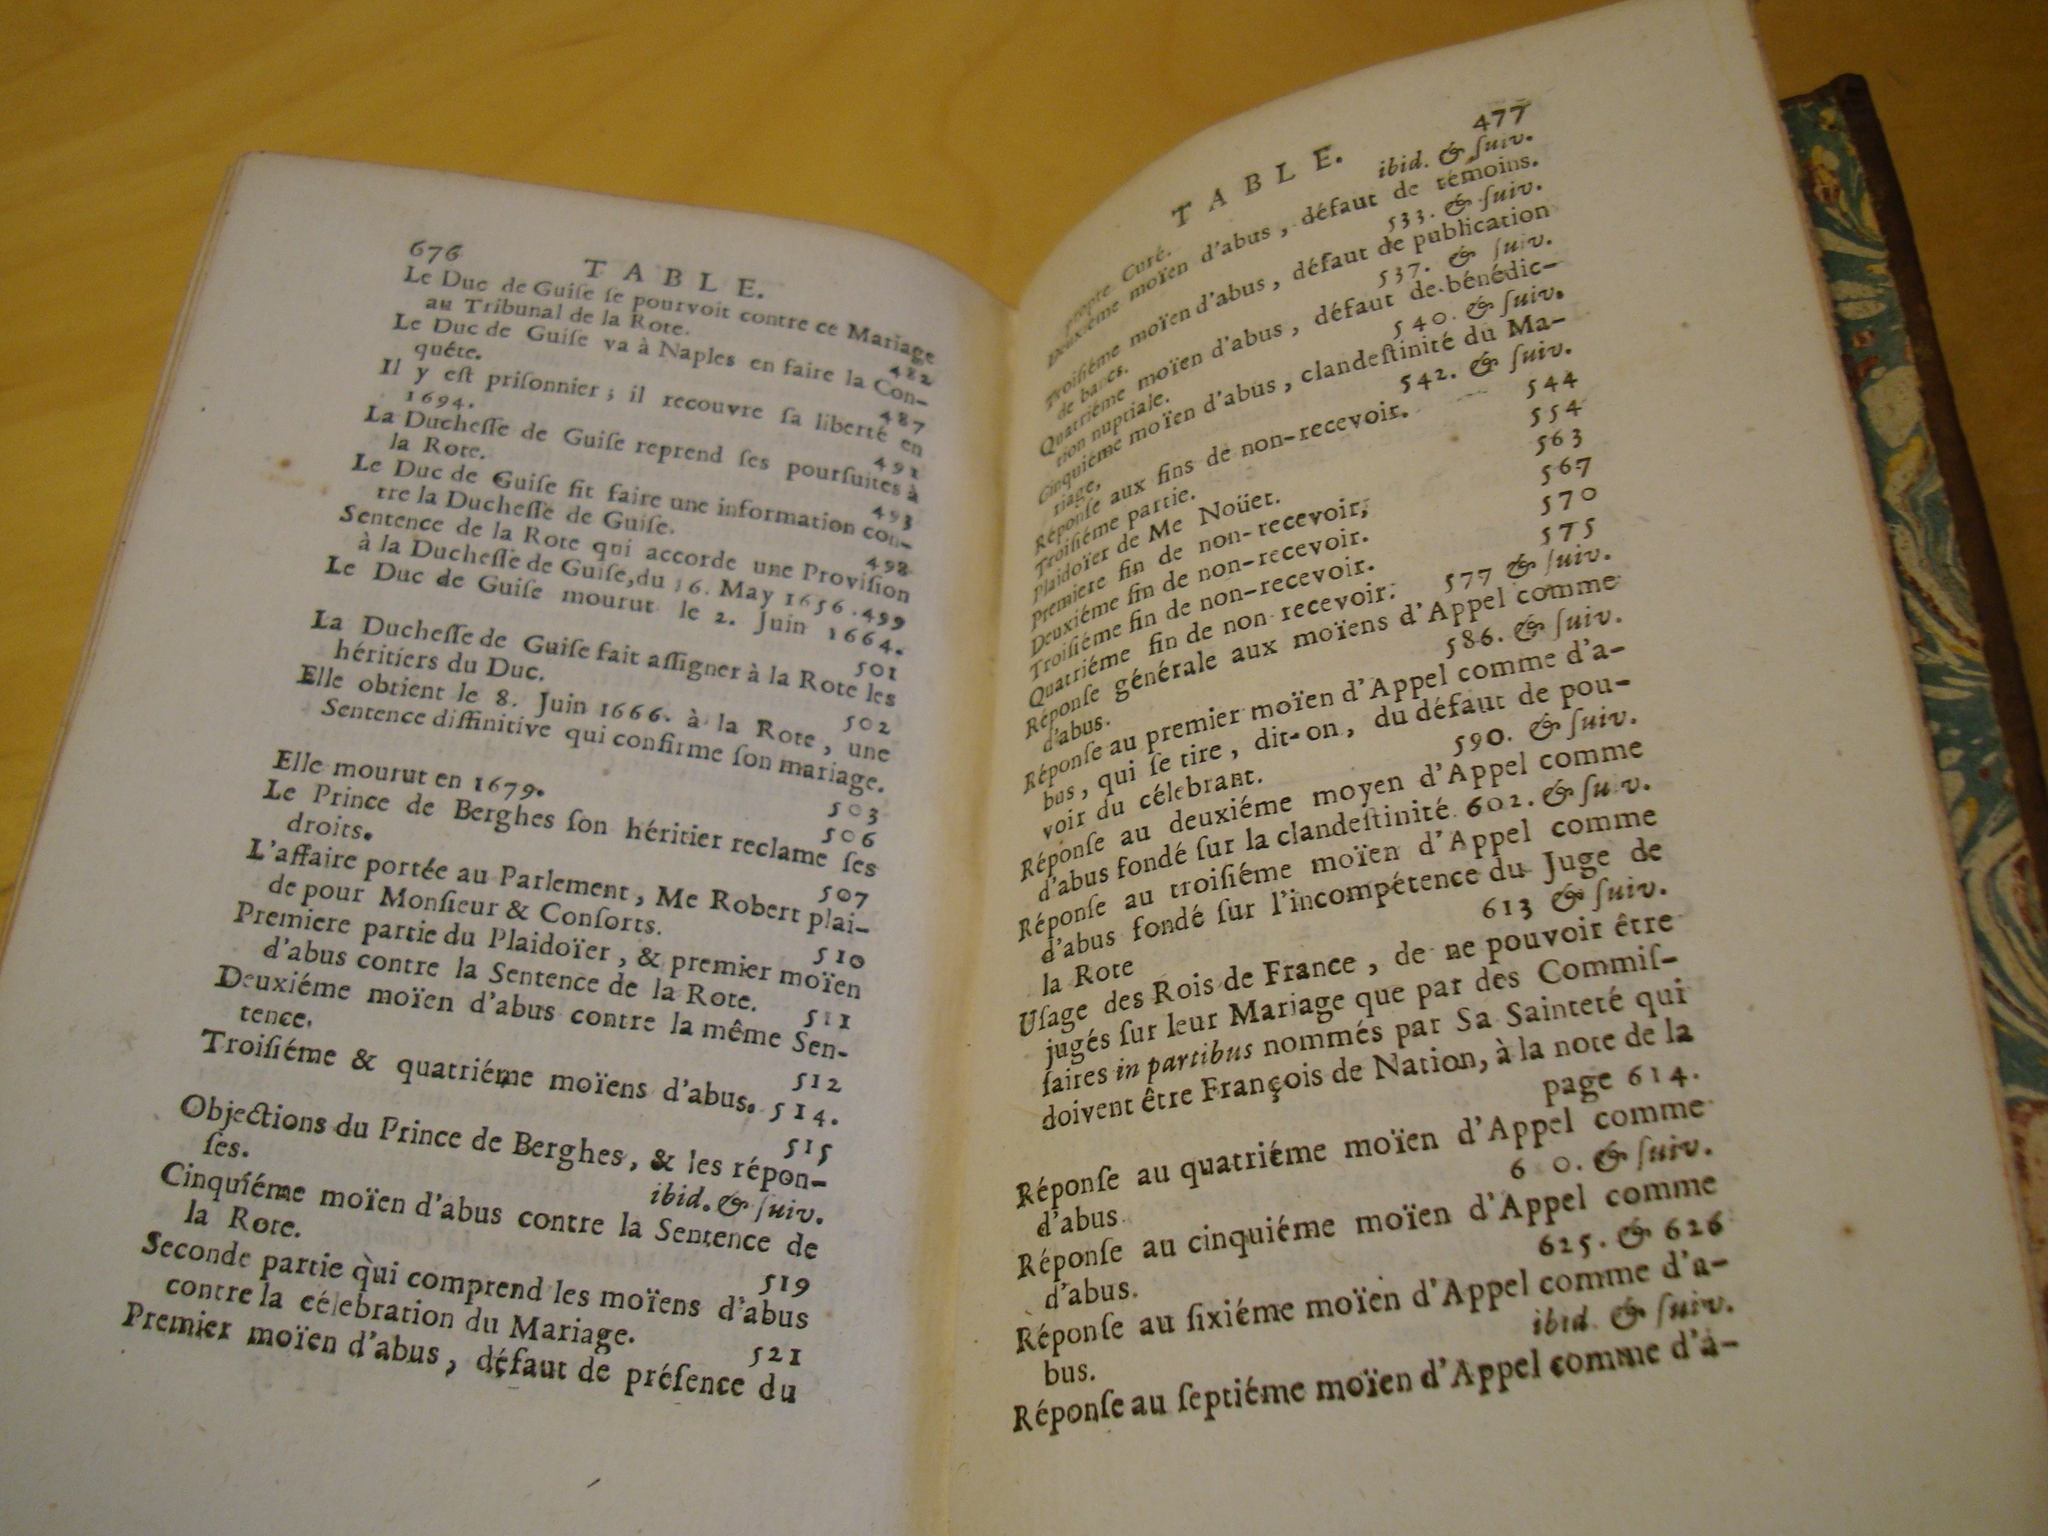 676
TABLE.
Le Duc de Guiſe ſe pourvoit contre ce Mariage
au Tribunal de la Rote. 482
Le Duc de Guiſe va à Naples en faire la Con-
quête. 487
Il y eſt priſonnier ; il recouvre ſa liberté en
1694. 491
La Ducheſſe de Guiſe reprend ſes pourſuites à
la Rote. 493
Le Duc de Guiſe fit faire une information con-
tre la Ducheſſe de Guiſe. 498
Sentence de la Rote qui accorde une Proviſion
à la Ducheſſe de Guiſe, du 16. May 1656. 499
Le Duc de Guiſe mourut le 2. Juin 1664.
501
La Ducheſſe de Guiſe fait aſſigner à la Rote les
héritiers du Duc. 502
Elle obtient le 8. Juin 1666. à la Rote, une
Sentence diffinitive qui confirme ſon mariage.
503
Elle mourut en 1679. 506
Le Prince de Berghes ſon héritier reclame ſes
droits. 507
L'affaire portée au Parlement, Me Robert plai-
de pour Monſieur & Conſorts. 510
Premiere partie du Plaidoïer, & premier moïen
d'abus contre la Sentence de la Rote. 511
Deuxiéme moïen d'abus contre la même Sen-
tence. 512
Troiſiéme & quatriéme moïens d'abus. 514.
515
Objections du Prince de Berghes, & les répon-
ſes. ibid. & ſuiv.
Cinquiéme moïen d'abus contre la Sentence de
la Rote. 519
Seconde partie qui comprend les moïens d'abus
contre la célebration du Mariage. 521
Premier moïen d'abus, défaut de préſence du
TABLE. 477
propre Curé. ibid. & ſuiv.
Deuxiéme moïen d'abus, défaut de témoins.
533. & ſuiv.
Troiſiéme moïen d'abus, défaut de publication
de bancs. 537. & ſuiv.
Quatriéme moïen d'abus, défaut de bénédic-
tion nuptiale. 540. & ſuiv.
Cinquiéme moïen d'abus, clandeſtinité du Ma-
riage, 542. & ſuiv.
Réponſe aux fins de non-recevoir. 544
Troiſiéme partie. 554
Plaidoïer de Me Noüet. 563
Premiere fin de non-recevoir, 567
Deuxiéme fin de non-recevoir. 570
Troiſiéme fin de non-recevoir. 575
Quatriéme fin de non recevoir. 577 & ſuiv.
Réponſe générale aux moïens d'Appel comme
d'abus. 586. & ſuiv.
Réponſe au premier moïen d'Appel comme d'a-
bus, qui ſe tire, dit-on, du défaut de pou-
voir du célebrant. 590. & ſuiv.
Réponſe au deuxiéme moyen d'Appel comme
d'abus fondé ſur la clandeſtinité. 602. & ſuiv.
Réponſe au troiſiéme moïen d'Appel comme
d'abus fondé ſur l'incompétence du Juge de
la Rote 613 & ſuiv.
Uſage des Rois de France, de ne pouvoir être
jugés ſur leur Mariage que par des Commiſ-
ſaires in partibus nommés par Sa Sainteté qui
doivent être François de Nation, à la note de la
page 614.
Réponſe au quatriéme moïen d'Appel comme
d'abus. & ſuiv.
Réponſe au cinquiéme moïen d'Appel comme
d'abus. 625. & 626
Réponſe au ſixiéme moïen d'Appel comme d'a-
bus. ibid. & ſuiv.
Réponſe au ſeptiéme moïen d'Appel comme d'a-